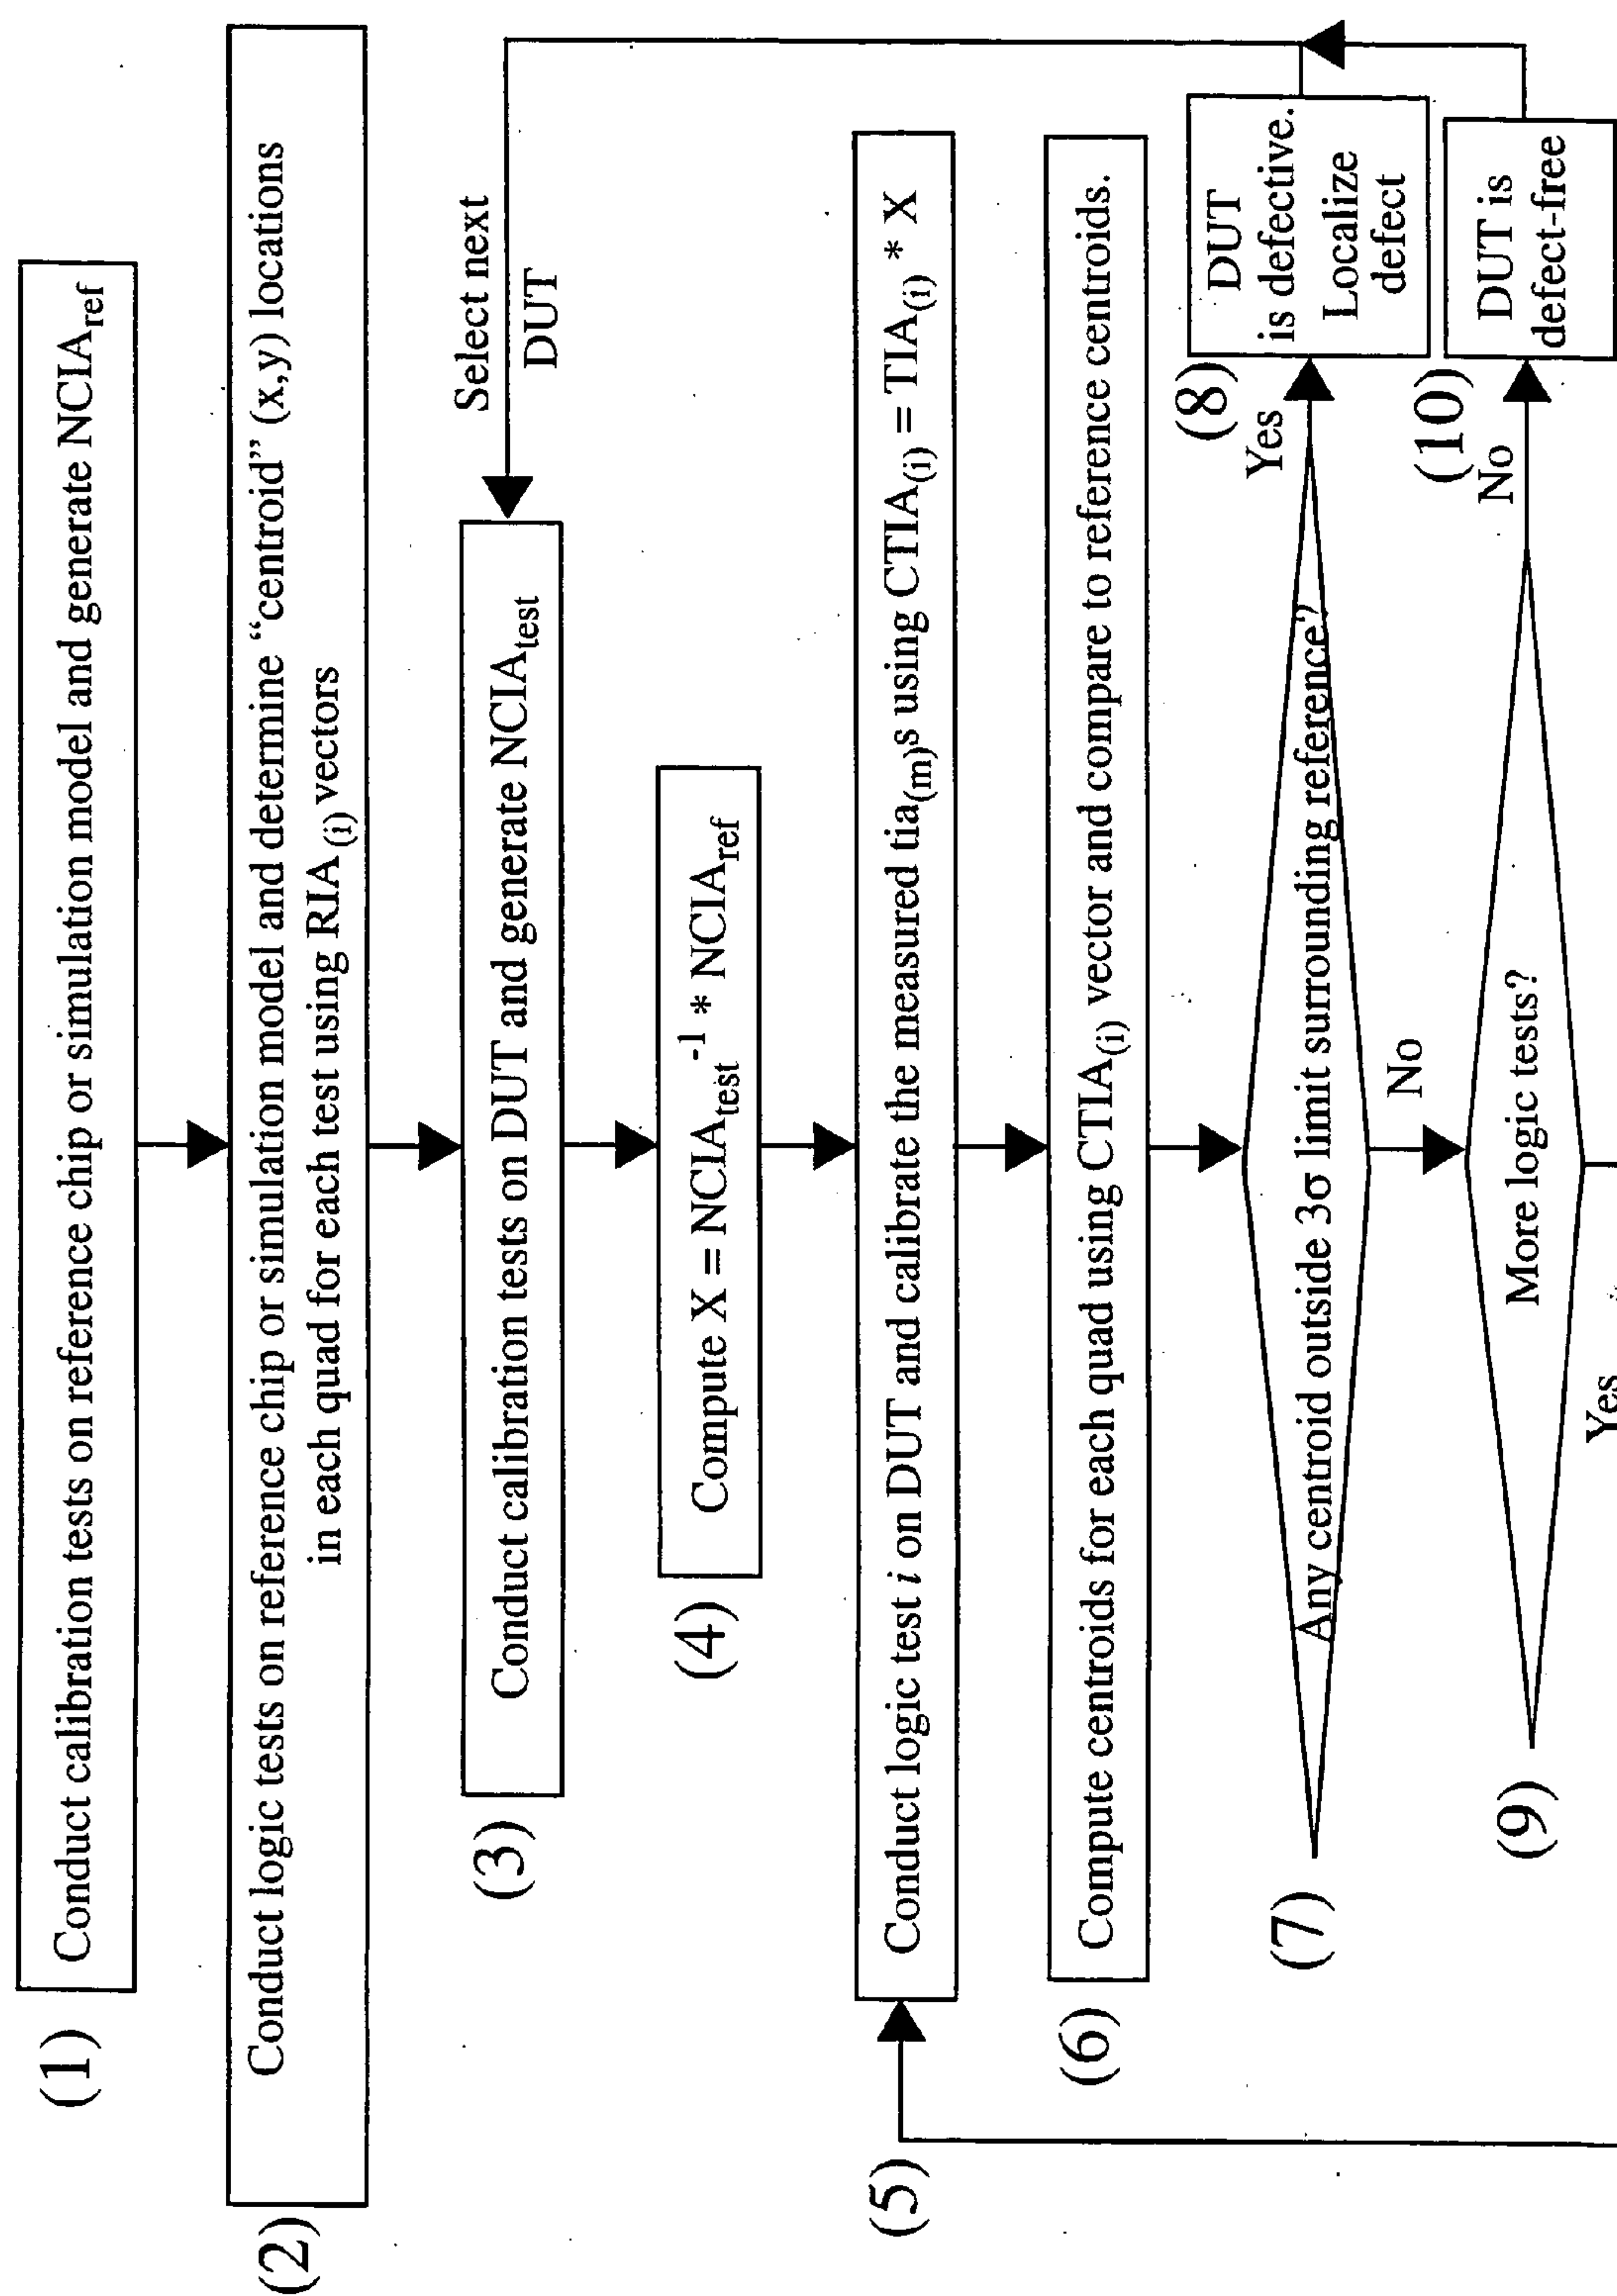 (1)
Conduct calibration tests on reference chip or simulation model and generate NCIA_ref
(2)
Conduct logic tests on reference chip or simulation model and determine “centroid” (x,y) locations
in each quad for each test using RIA_(i) vectors
Select next
DUT
(3)
Conduct calibration tests on DUT and generate NCIA_test
(4)
Compute X = NCIA_test^-1 * NCIA_ref
(5)
Conduct logic test i on DUT and calibrate the measured tia_(m)s using CTIA_(i) = TIA_(i) * X
(6)
Compute centroids for each quad using CTIA_(i) vector and compare to reference centroids.
(7)
Any centroid outside 3σ limit surrounding reference?
Yes
(8)
DUT
is defective.
Localize
defect
No
(9)
More logic tests?
No
(10)
DUT is
defect-free
Yes